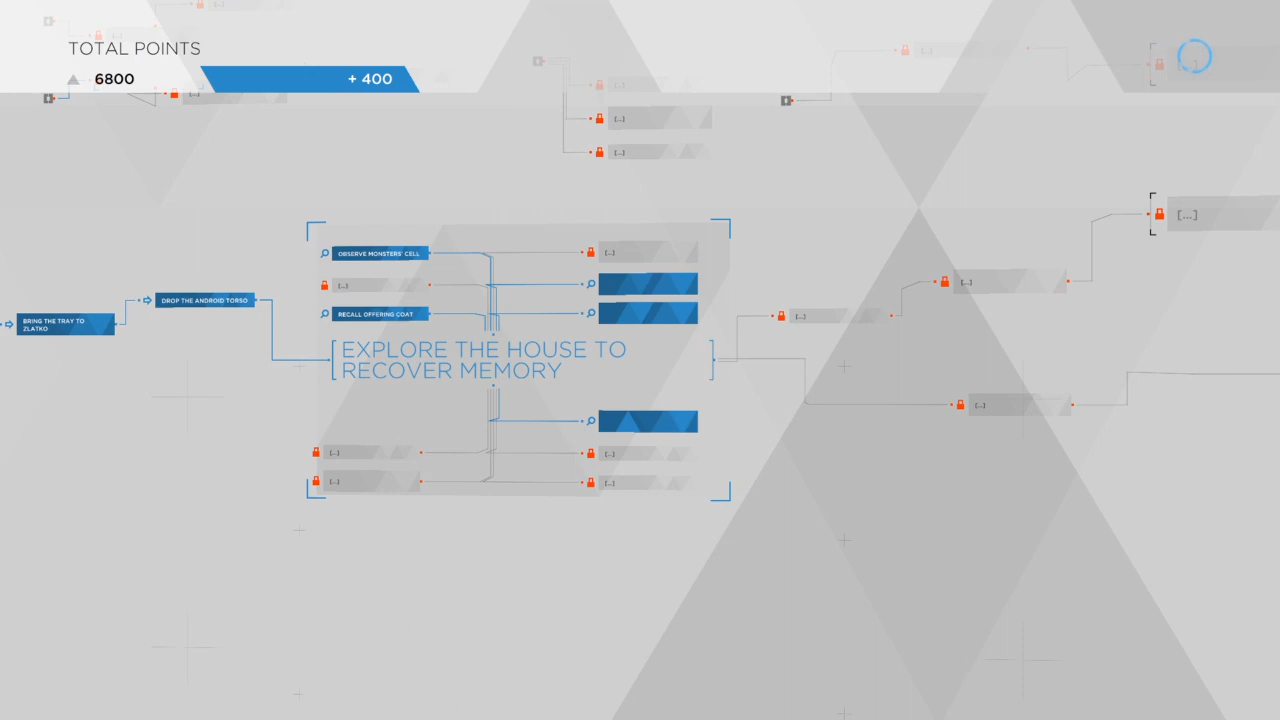 TOTAL POINTS
6800
+ 400
[...]
[...]
[...]
[...]
[...]
OBSERVE MONSTERS' CELL
[...]
[...]
[...]
DROP THE ANDROID TORSO
RECALL OFFERING COAT
[...]
BRING THE TRAY TO
ZLATKO
EXPLORE THE HOUSE TO
RECOVER MEMORY
[...]
[...]
[...]
[...]
[...]